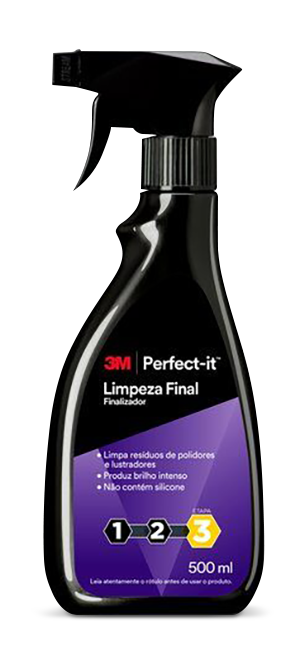 STREAM
3M Perfect-it™
Limpeza Final
Finalizador
• Limpa resíduos de polidores
e lustradores
• Produz brilho intenso
• Não contém silicone
ETAPA
1 2 3
500 ml
Leia atentamente o rótulo antes de usar o produto.